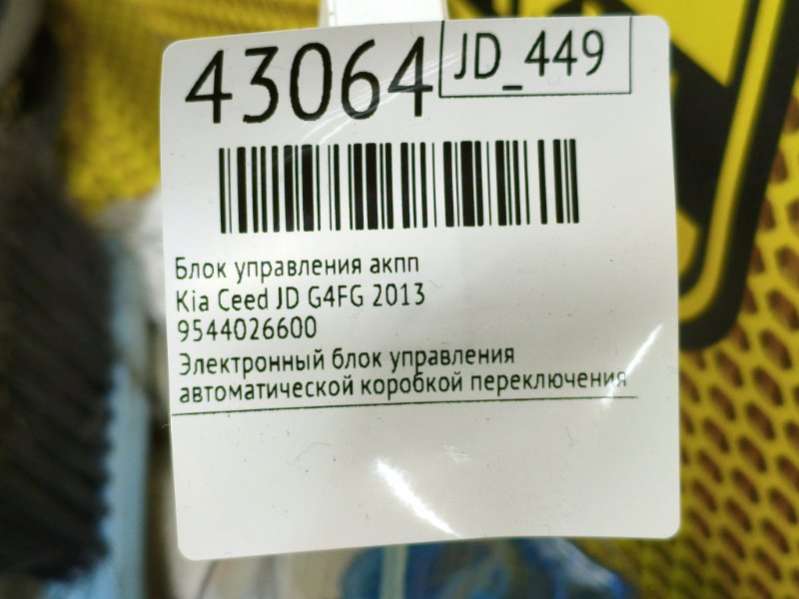 43064
JD_449
Блок управления акпп
Kia Ceed JD G4FG 2013
9544026600
Электронный блок управления
автоматической коробкой переключения